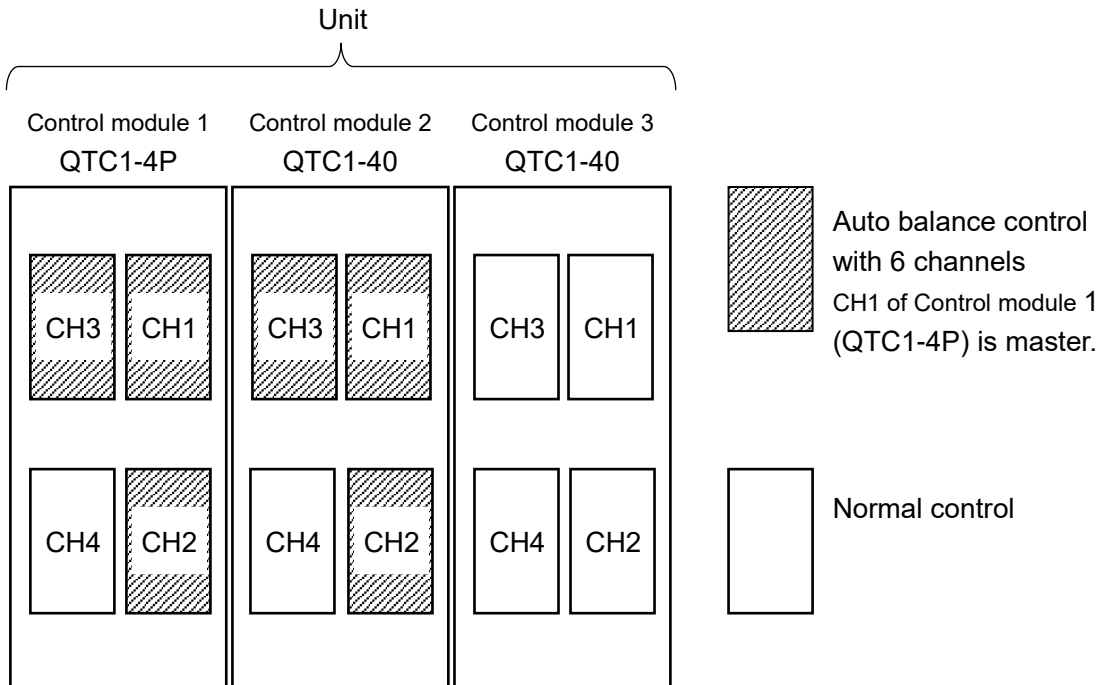 Unit
Control module 1
QTC1-4P
Control module 2
QTC1-40
Control module 3
QTC1-40
CH3 CH1
CH3 CH1
CH3 CH1
CH4 CH2
CH4 CH2
CH4 CH2
Auto balance control
with 6 channels
CH1 of Control module 1
(QTC1-4P) is master.
Normal control